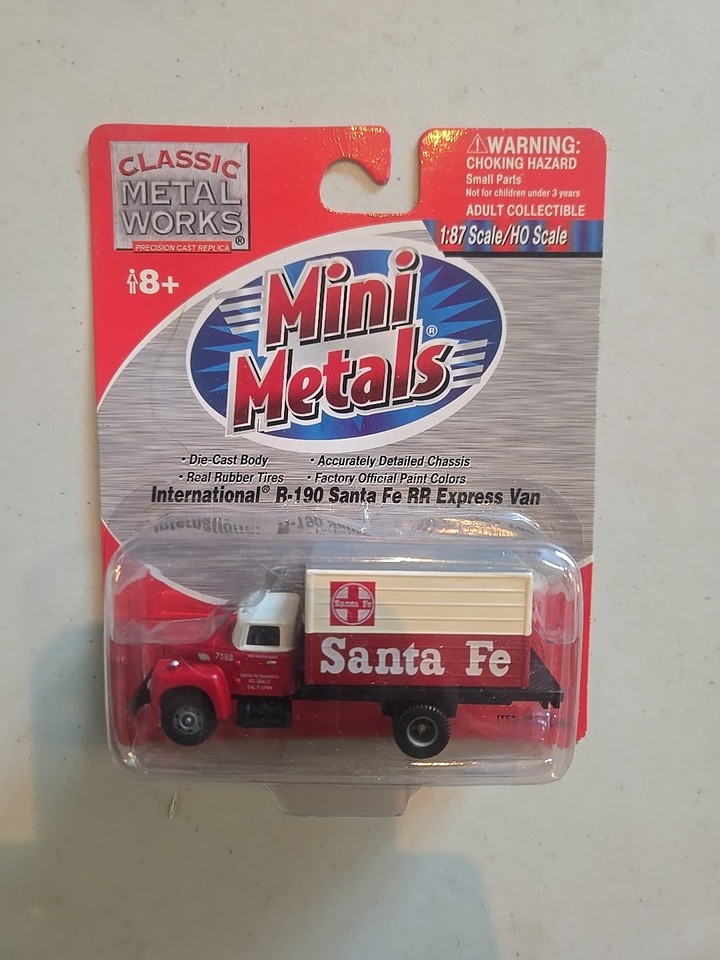 CLASSIC
METAL
WORKS®
PRECISION CAST REPLICA
8+
⚠WARNING:
CHOKING HAZARD
Small Parts
Not for children under 3 years
ADULT COLLECTIBLE
1:87 Scale/HO Scale
Mini
Metals®
• Die-Cast Body
• Accurately Detailed Chassis
• Real Rubber Tires
• Factory Official Paint Colors
International® R-190 Santa Fe RR Express Van
Santa Fe
Santa Fe
7388